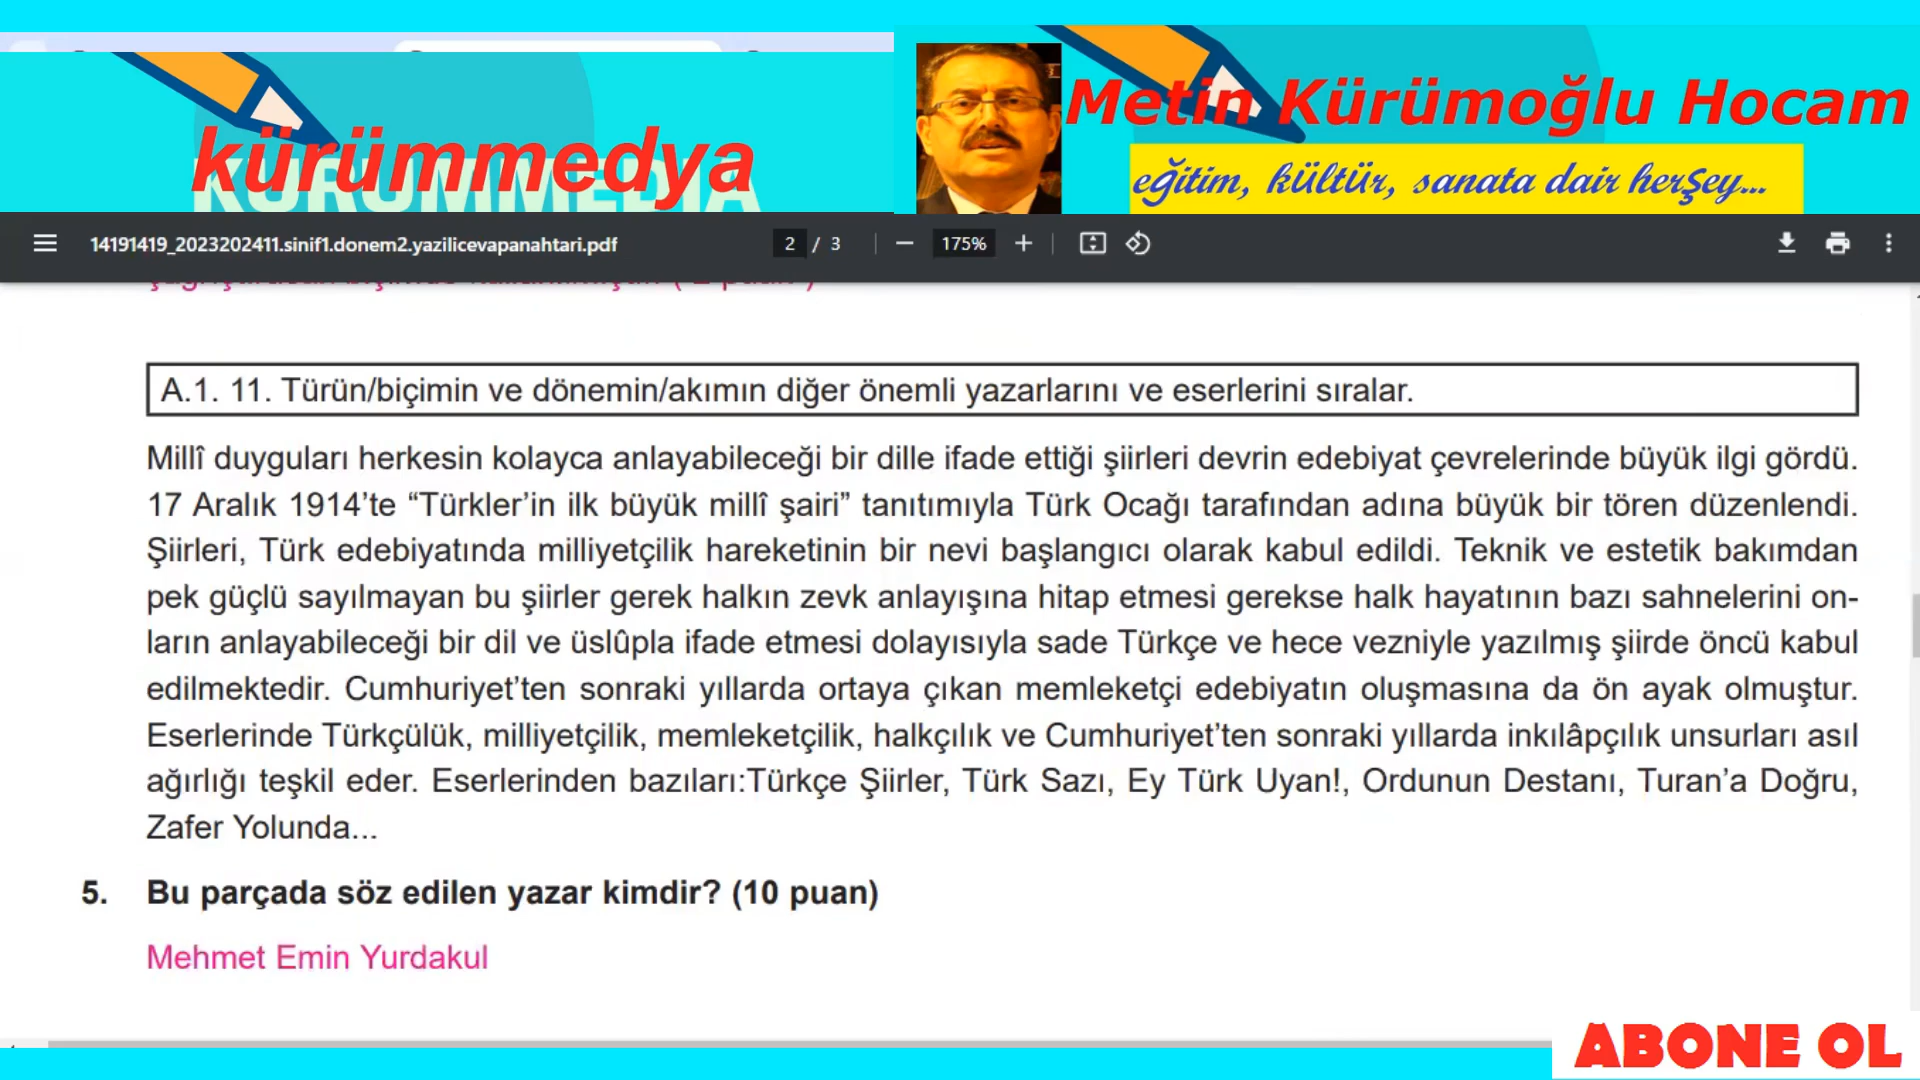 kürümmedya
KURUMMEDIA
Metin Kürümoğlu Hocam
eğitim, kültür, sanata dair herşey...
14191419_2023202411.sinif1.donem2.yazilicevapanahtari.pdf
2 / 3
175%
A.1. 11. Türün/biçimin ve dönemin/akımın diğer önemli yazarlarını ve eserlerini sıralar.
Millî duyguları herkesin kolayca anlayabileceği bir dille ifade ettiği şiirleri devrin edebiyat çevrelerinde büyük ilgi gördü.
17 Aralık 1914’te “Türkler’in ilk büyük millî şairi” tanıtımıyla Türk Ocağı tarafından adına büyük bir tören düzenlendi.
Şiirleri, Türk edebiyatında milliyetçilik hareketinin bir nevi başlangıcı olarak kabul edildi. Teknik ve estetik bakımdan
pek güçlü sayılmayan bu şiirler gerek halkın zevk anlayışına hitap etmesi gerekse halk hayatının bazı sahnelerini on-
ların anlayabileceği bir dil ve üslûpla ifade etmesi dolayısıyla sade Türkçe ve hece vezniyle yazılmış şiirde öncü kabul
edilmektedir. Cumhuriyet’ten sonraki yıllarda ortaya çıkan memleketçi edebiyatın oluşmasına da ön ayak olmuştur.
Eserlerinde Türkçülük, milliyetçilik, memleketçilik, halkçılık ve Cumhuriyet’ten sonraki yıllarda inkılâpçılık unsurları asıl
ağırlığı teşkil eder. Eserlerinden bazıları:Türkçe Şiirler, Türk Sazı, Ey Türk Uyan!, Ordunun Destanı, Turan’a Doğru,
Zafer Yolunda...
5. Bu parçada söz edilen yazar kimdir? (10 puan)
Mehmet Emin Yurdakul
ABONE OL